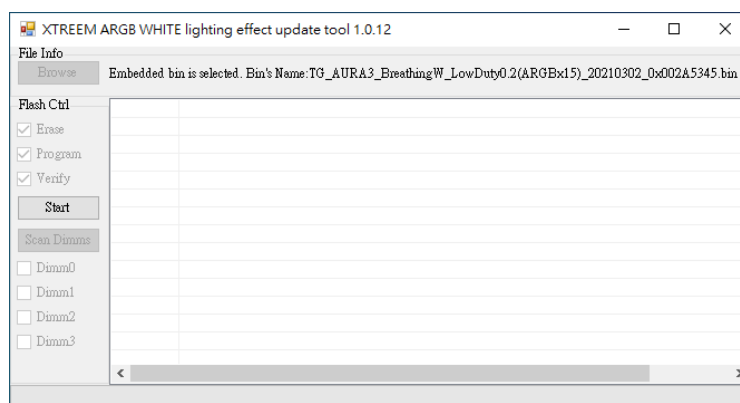 XTREEM ARGB WHITE lighting effect update tool 1.0.12
File Info
Browse
Embedded bin is selected. Bin's Name:TG_AURA3_BreathingW_LowDuty0.2(ARGBx15)_20210302_0x002A5345.bin
Flash Ctrl
Erase
Program
Verify
Start
Scan Dimms
Dimm0
Dimm1
Dimm2
Dimm3